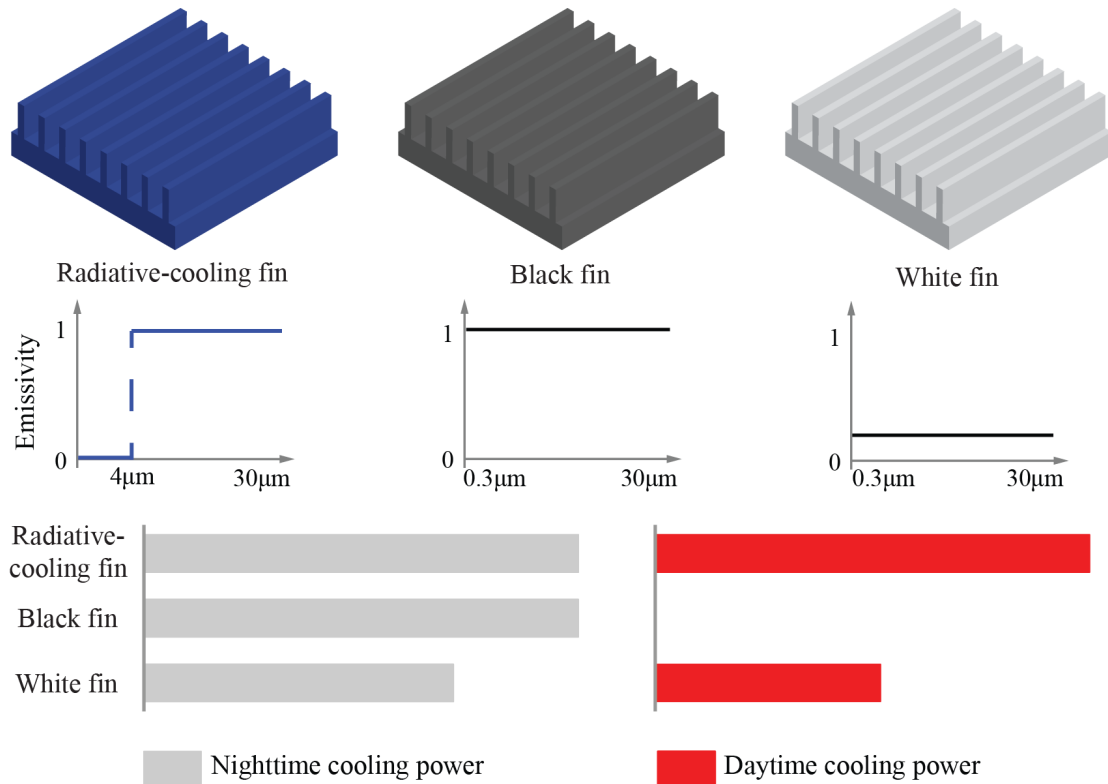 Radiative-cooling fin
Black fin
White fin
Emissivity
1
0
4μm
30μm
1
0
0.3μm
30μm
1
0
0.3μm
30μm
Radiative-
cooling fin
Black fin
White fin
Nighttime cooling power
Daytime cooling power